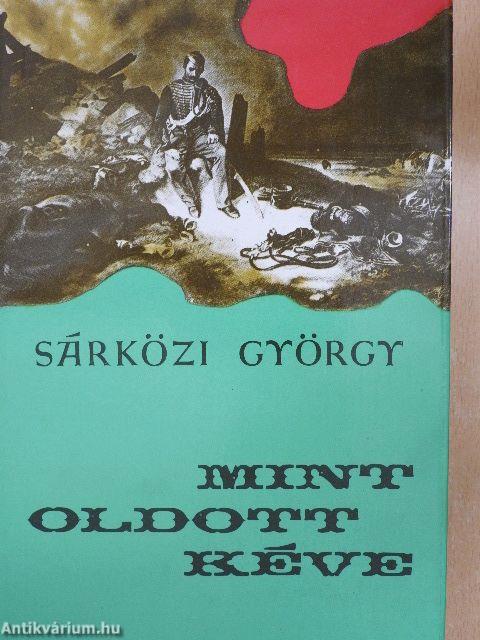 SÁRKÖZI GYÖRGY
MINT
OLDOTT
KÉVE
Antikvárium.hu